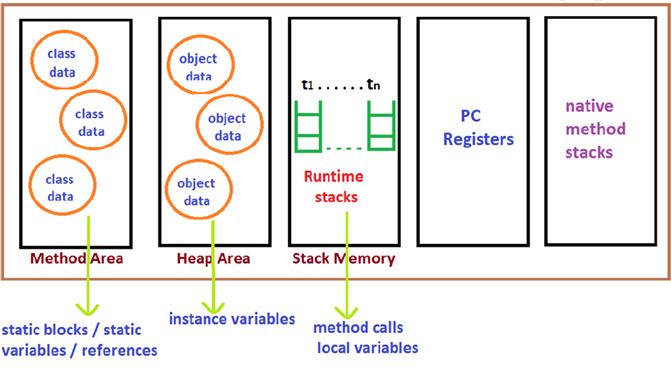 class
data
class
data
class
data
Method Area
object
data
object
data
object
data
Heap Area
t1 . . . . . . tn
Runtime
stacks
Stack Memory
PC
Registers
native
method
stacks
static blocks / static
variables / references
instance variables
method calls
local variables